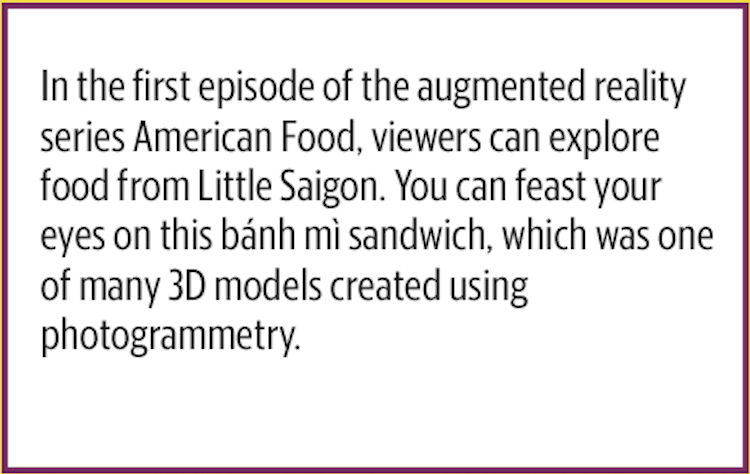 In the first episode of the augmented reality
series American Food, viewers can explore
food from Little Saigon. You can feast your
eyes on this bánh mì sandwich, which was one
of many 3D models created using
photogrammetry.